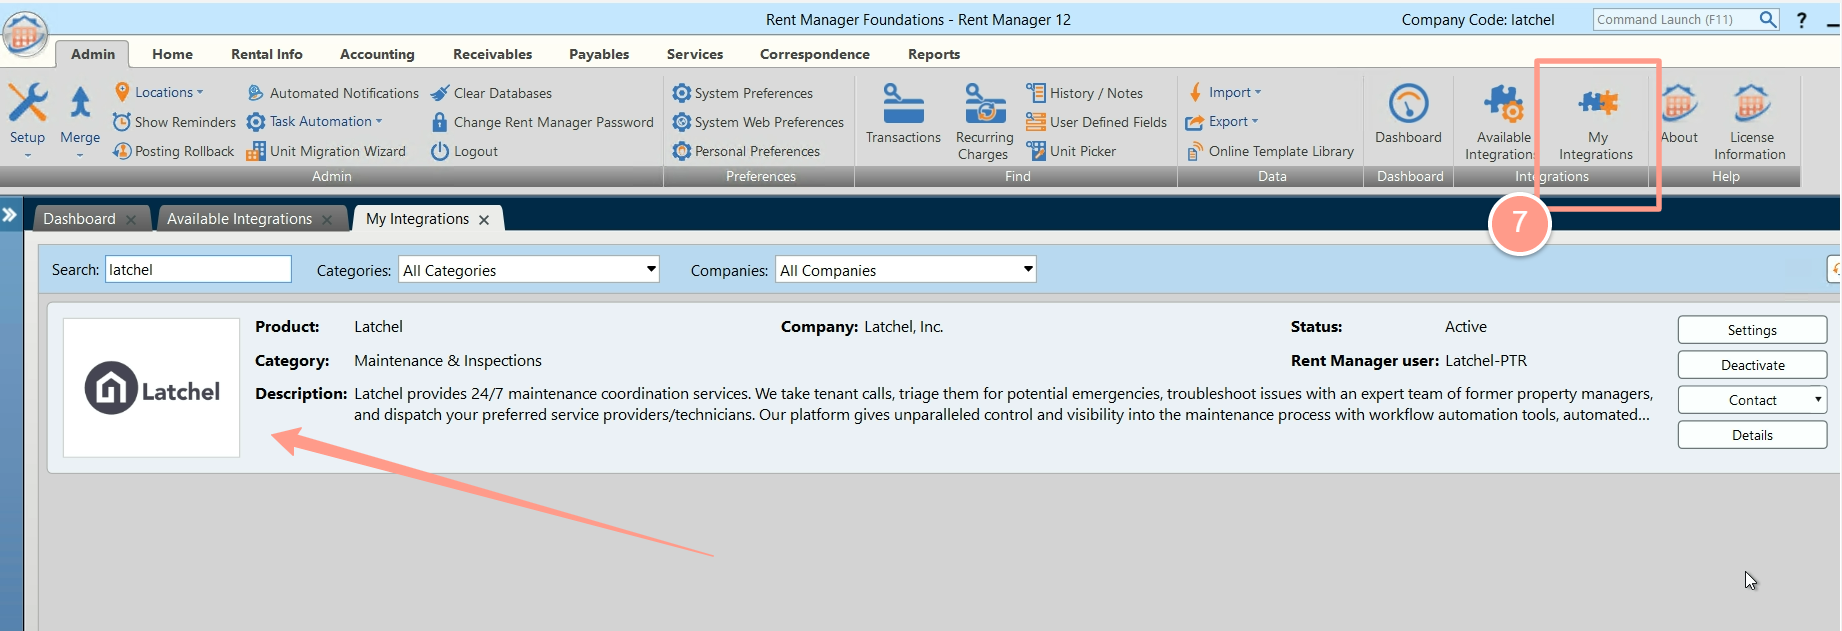 Rent Manager Foundations - Rent Manager 12
Company Code: latchel
Command Launch (F11)
?
Admin Home Rental Info Accounting Receivables Payables Services Correspondence Reports
Setup
Merge
Locations
Show Reminders
Posting Rollback
Automated Notifications
Task Automation
Unit Migration Wizard
Clear Databases
Change Rent Manager Password
Logout
Admin
System Preferences
System Web Preferences
Personal Preferences
Preferences
Transactions
Recurring
Charges
History / Notes
User Defined Fields
Unit Picker
Find
Import
Export
Online Template Library
Data
Dashboard
Dashboard
Available
Integrations
My
Integrations
Integrations
About
License
Information
Help
7
Dashboard
Available Integrations
My Integrations
Search: latchel
Categories: All Categories
Companies: All Companies
Latchel
Product: Latchel
Company: Latchel, Inc.
Status: Active
Category: Maintenance & Inspections
Rent Manager user: Latchel-PTR
Description: Latchel provides 24/7 maintenance coordination services. We take tenant calls, triage them for potential emergencies, troubleshoot issues with an expert team of former property managers,
and dispatch your preferred service providers/technicians. Our platform gives unparalleled control and visibility into the maintenance process with workflow automation tools, automated...
Settings
Deactivate
Contact
Details